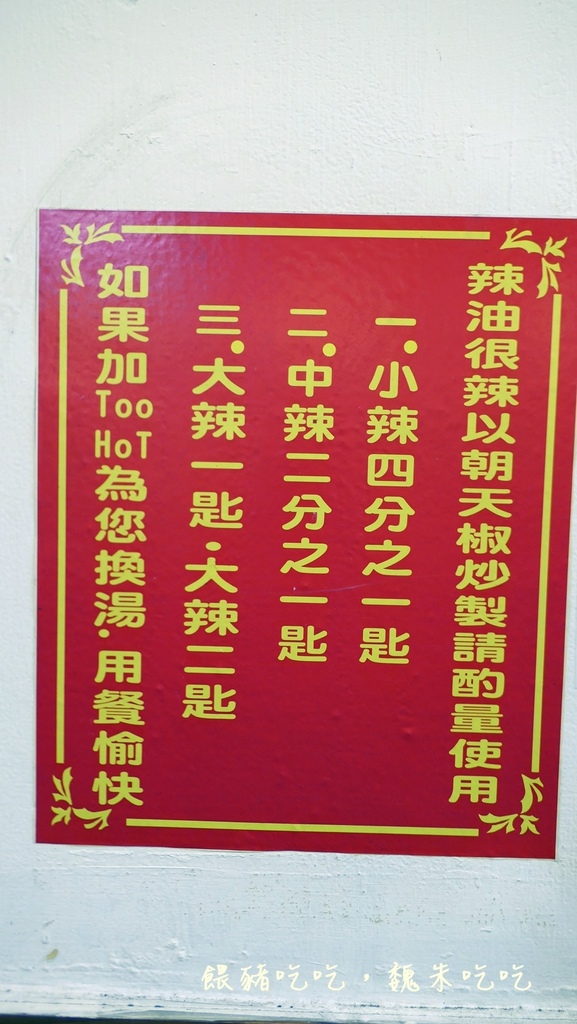 辣油很辣以朝天椒炒製請酌量使用
一.小辣四分之一匙
二.中辣二分之一匙
三.大辣一匙.大辣二匙
如果加Too HoT為您換湯.用餐愉快
餵豬吃吃，魏朱吃吃